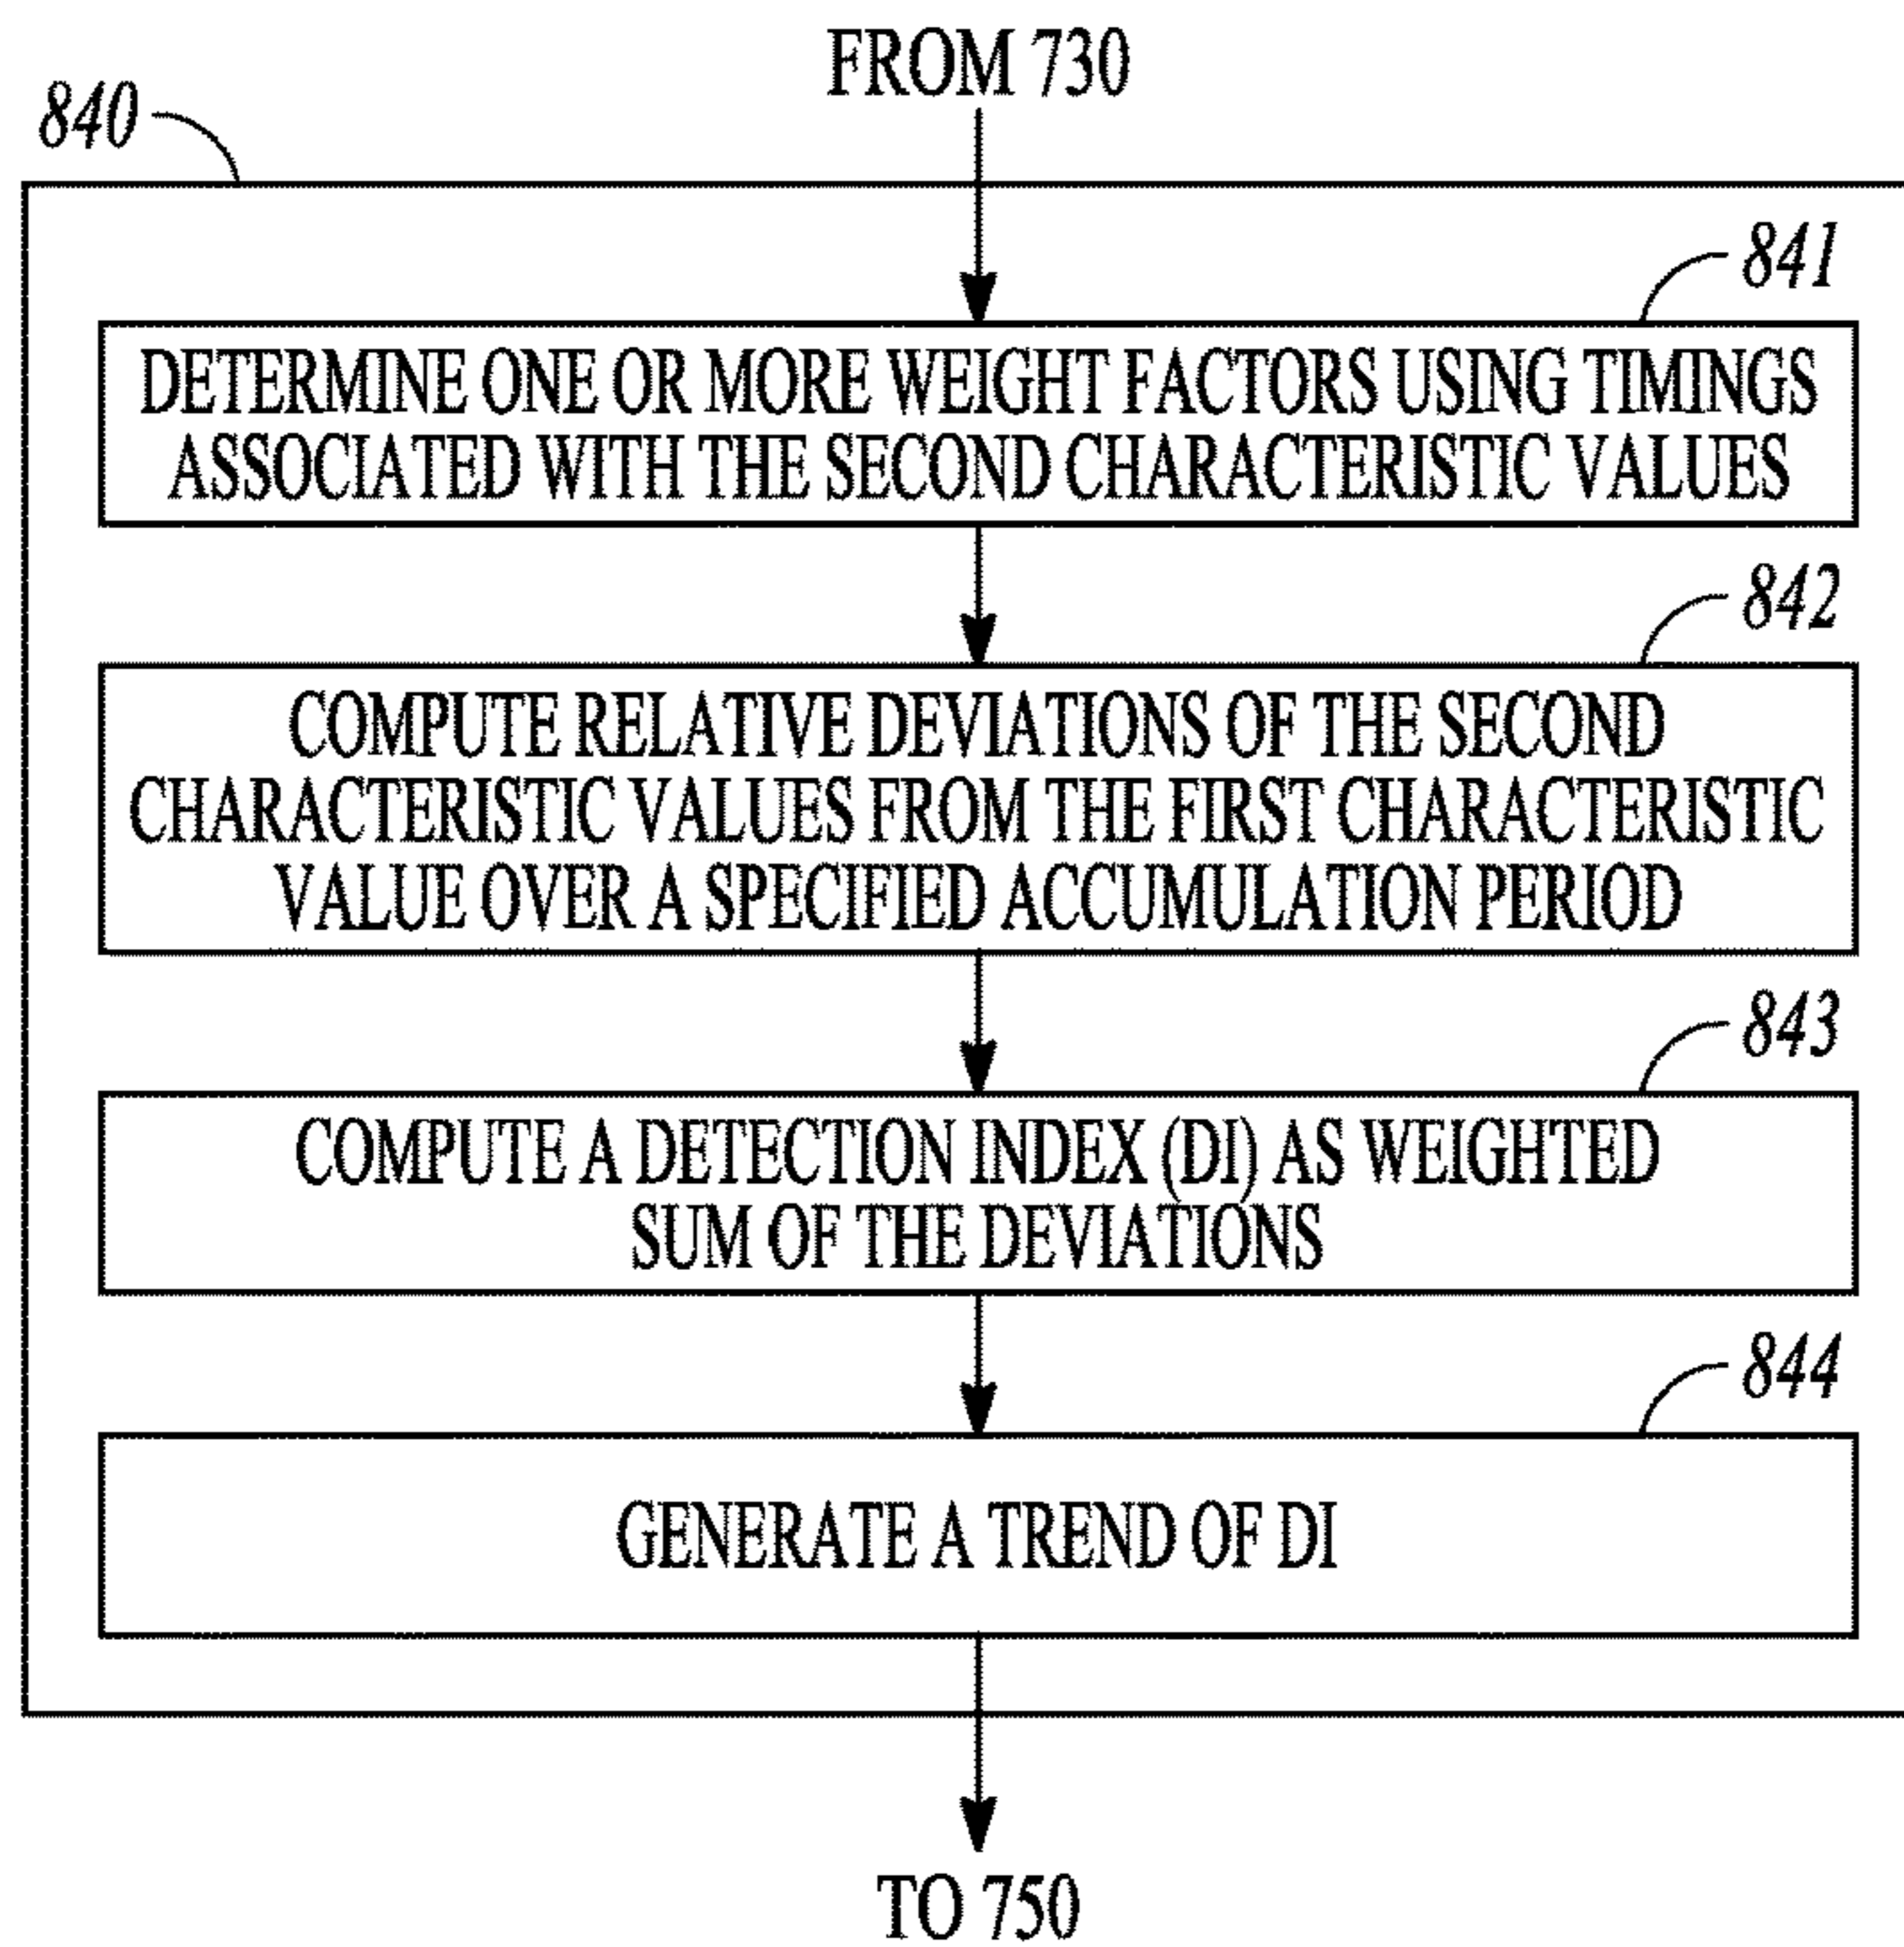 FROM 730
840
841
DETERMINE ONE OR MORE WEIGHT FACTORS USING TIMINGS
ASSOCIATED WITH THE SECOND CHARACTERISTIC VALUES
842
COMPUTE RELATIVE DEVIATIONS OF THE SECOND
CHARACTERISTIC VALUES FROM THE FIRST CHARACTERISTIC
VALUE OVER A SPECIFIED ACCUMULATION PERIOD
843
COMPUTE A DETECTION INDEX (DI) AS WEIGHTED
SUM OF THE DEVIATIONS
844
GENERATE A TREND OF DI
TO 750